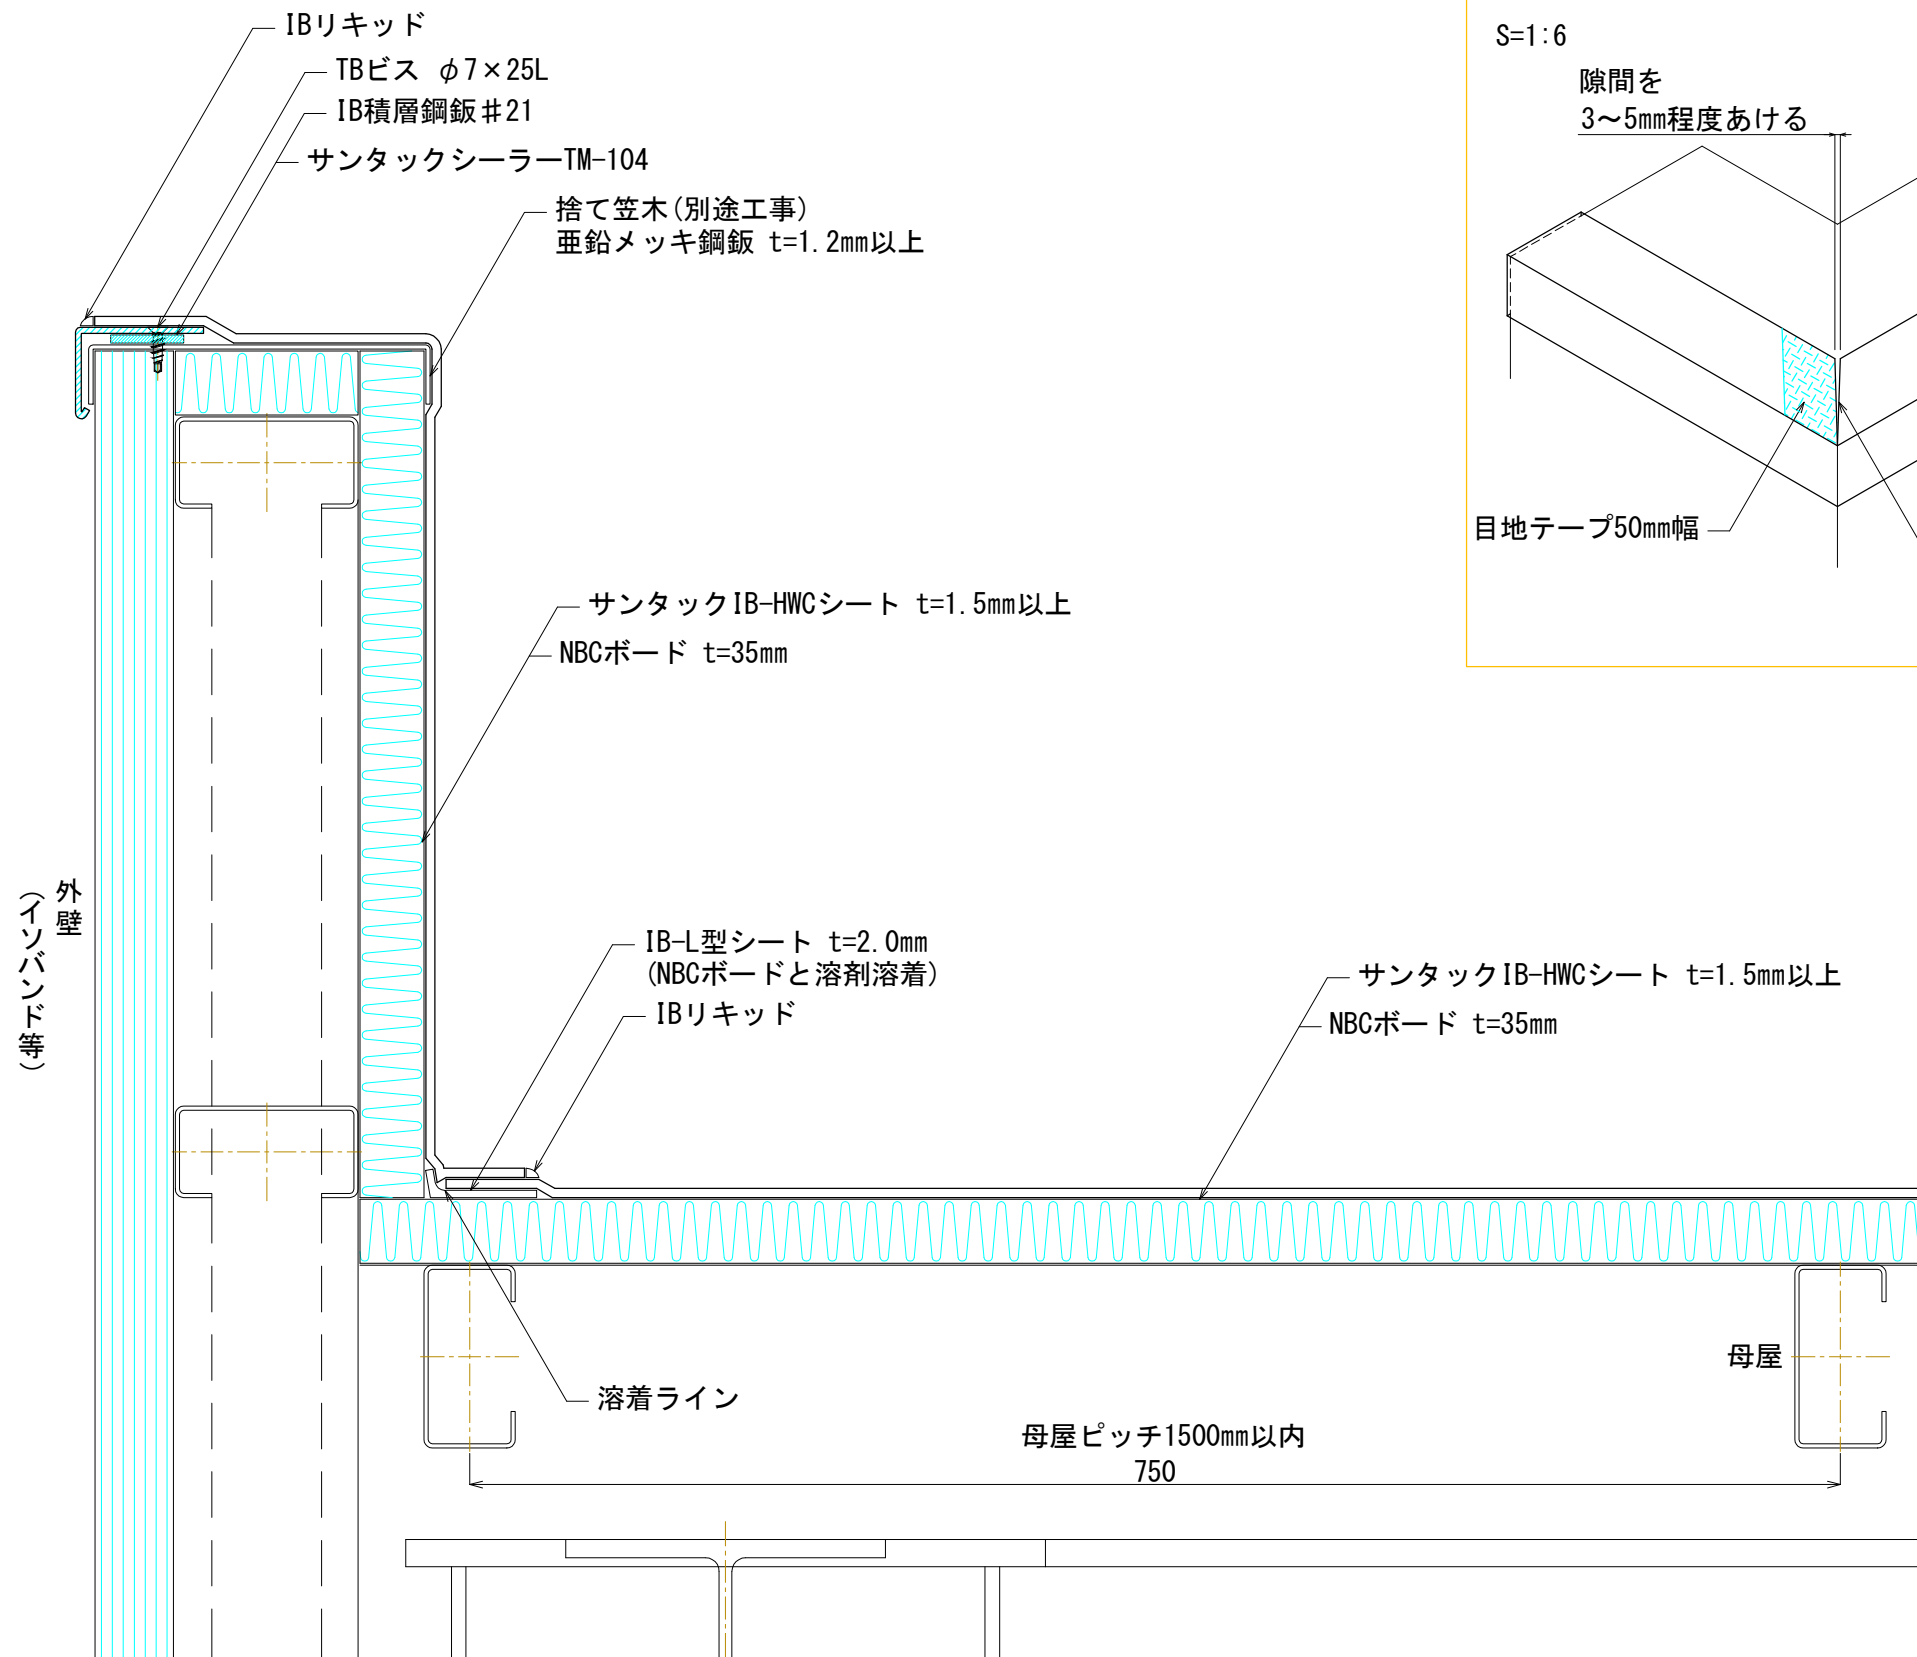 IBリキッド
TBビス φ7×25L
IB積層鋼鈑＃21
サンタックシーラーTM-104
捨て笠木(別途工事)
亜鉛メッキ鋼鈑 t=1.2mm以上
S=1:6
隙間を
3～5mm程度あける
目地テープ50mm幅
サンタックIB-HWCシート t=1.5mm以上
NBCボード t=35mm
外壁
(イソバンド等)
IB-L型シート t=2.0mm
(NBCボードと溶剤溶着)
IBリキッド
サンタックIB-HWCシート t=1.5mm以上
NBCボード t=35mm
母屋
溶着ライン
母屋ピッチ1500mm以内
750